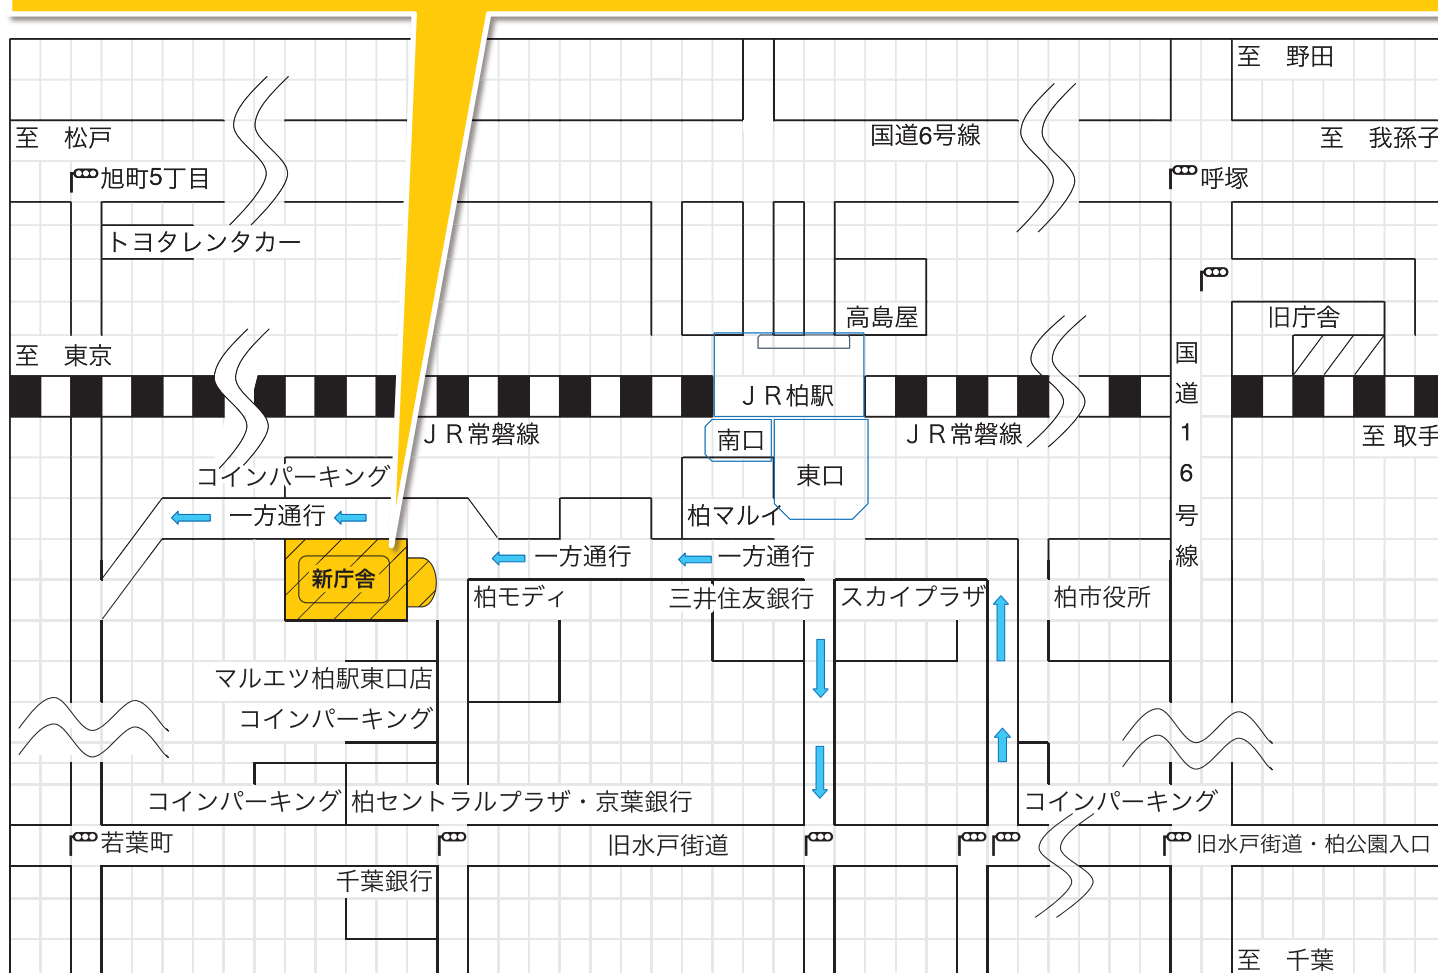 至　野田
至　松戸
国道6号線
至　我孫子
旭町5丁目
呼塚
トヨタレンタカー
高島屋
旧庁舎
至　東京
国道16号線
ＪＲ柏駅
ＪＲ常磐線
南口
ＪＲ常磐線
至 取手
コインパーキング
東口
一方通行
柏マルイ
一方通行
一方通行
新庁舎
柏モディ
三井住友銀行
スカイプラザ
柏市役所
マルエツ柏駅東口店
コインパーキング
コインパーキング
柏セントラルプラザ・京葉銀行
コインパーキング
若葉町
旧水戸街道
旧水戸街道・柏公園入口
千葉銀行
至　千葉